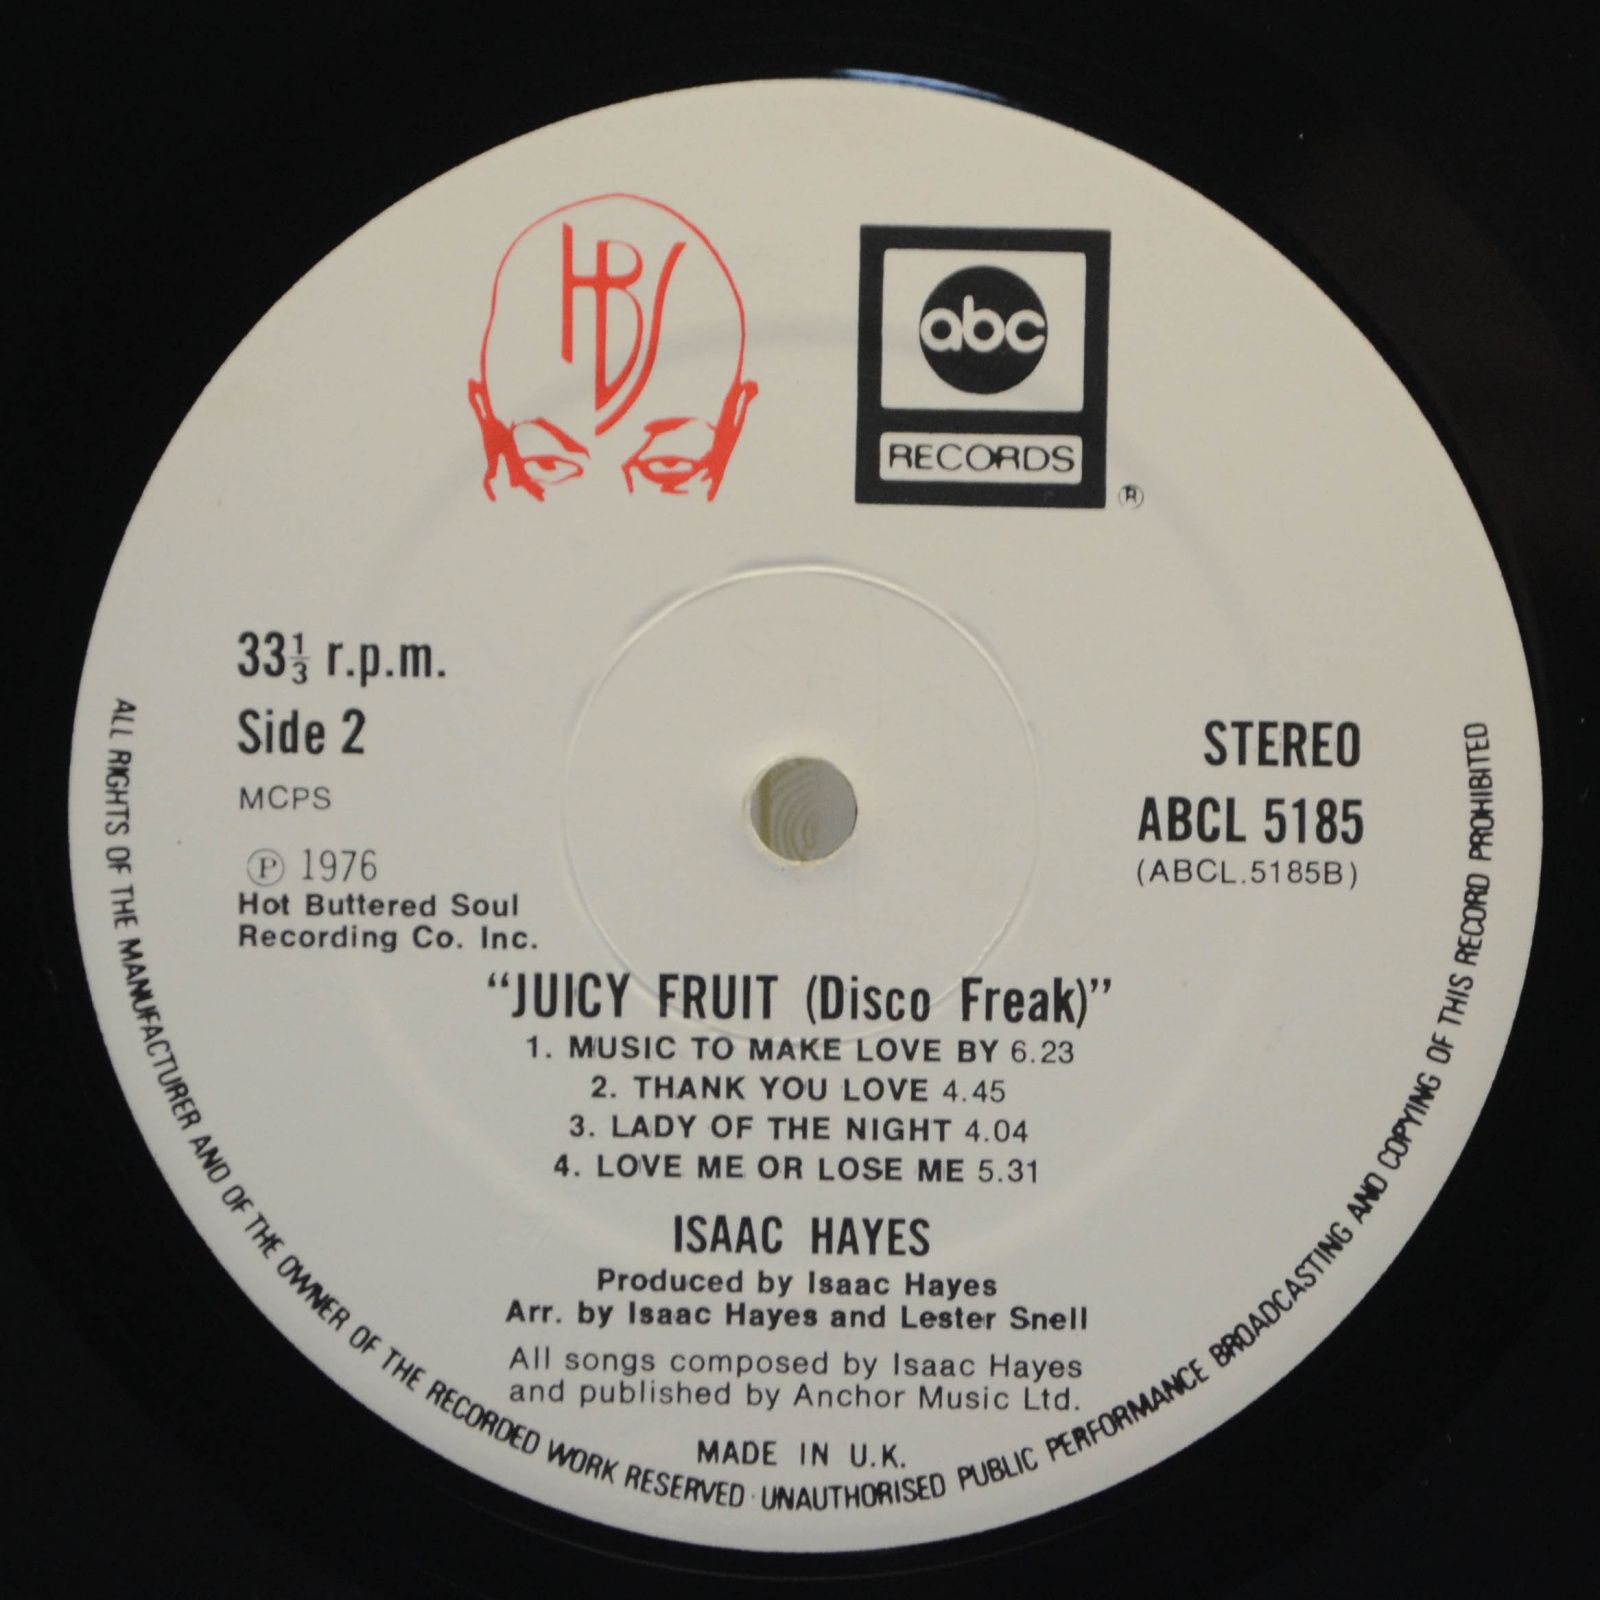 HBS
abc
RECORDS
®
33⅓ r.p.m.
Side 2
MCPS
℗ 1976
Hot Buttered Soul
Recording Co. Inc.
STEREO
ABCL 5185
(ABCL.5185B)
“JUICY FRUIT (Disco Freak)”
1. MUSIC TO MAKE LOVE BY 6.23
2. THANK YOU LOVE 4.45
3. LADY OF THE NIGHT 4.04
4. LOVE ME OR LOSE ME 5.31
ISAAC HAYES
Produced by Isaac Hayes
Arr. by Isaac Hayes and Lester Snell
All songs composed by Isaac Hayes
and published by Anchor Music Ltd.
MADE IN U.K.
ALL RIGHTS OF THE MANUFACTURER AND OF THE OWNER OF THE RECORDED WORK RESERVED · UNAUTHORISED PUBLIC PERFORMANCE BROADCASTING AND COPYING OF THIS RECORD PROHIBITED